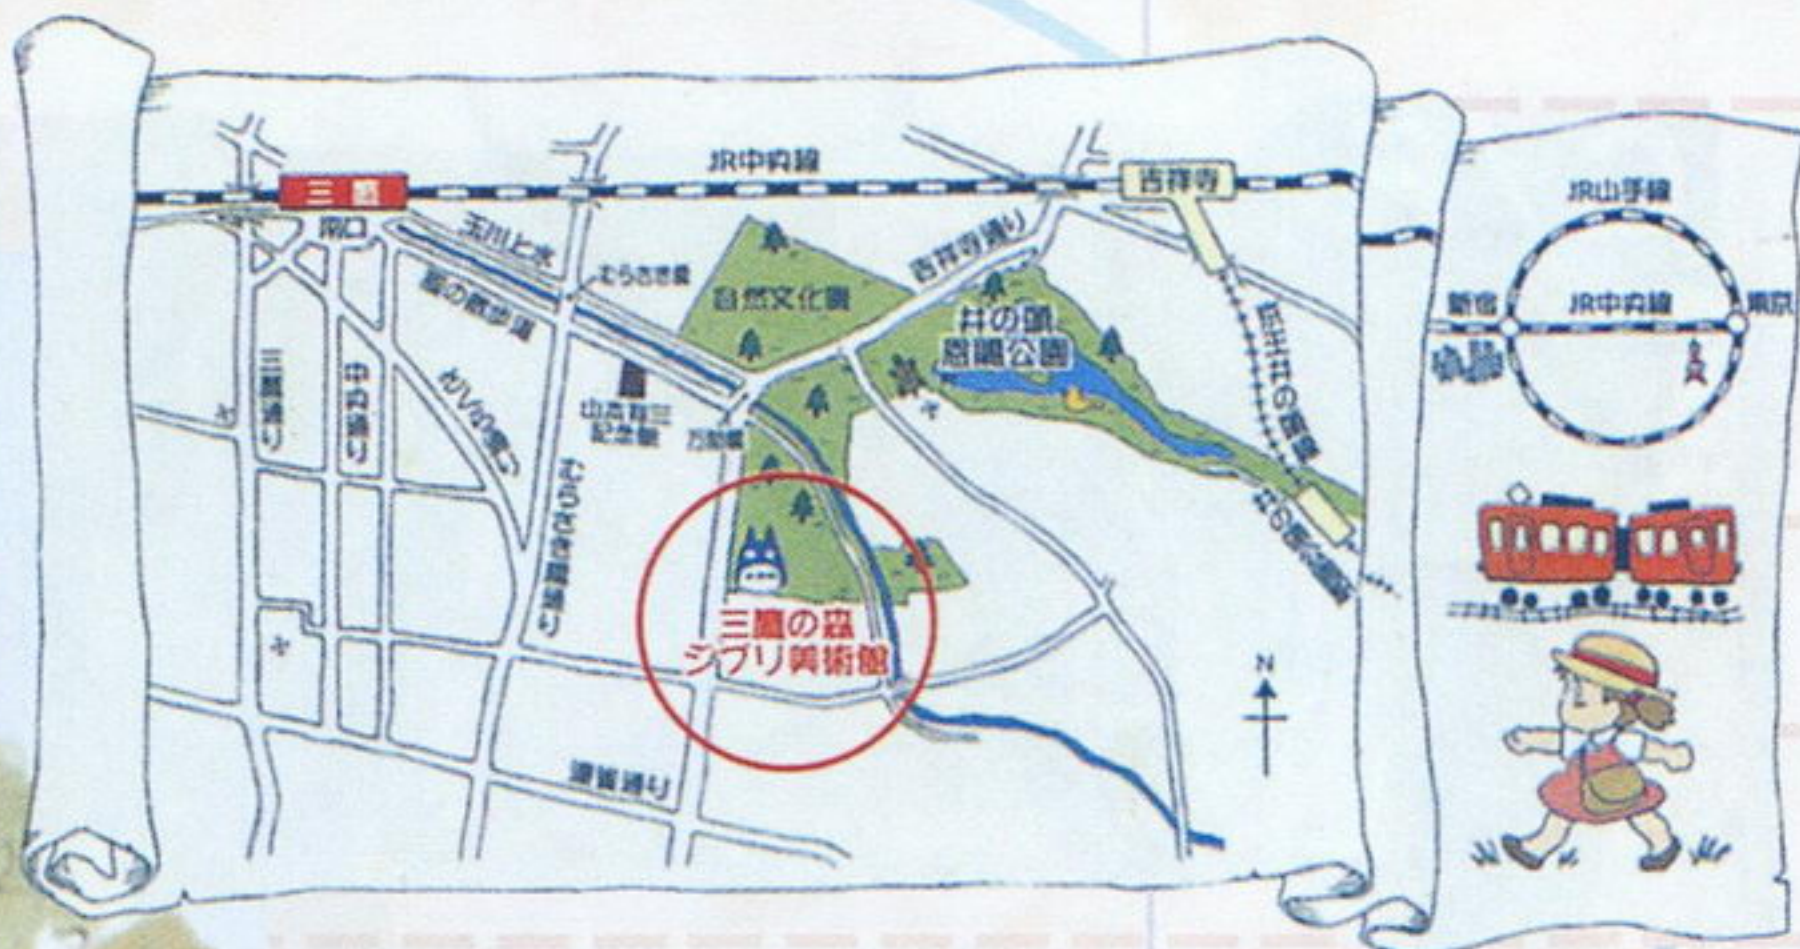 JR中央線
三鷹
南口
吉祥寺
玉川上水
むらさき橋
風の散歩道
自然文化園
吉祥寺通り
井の頭
恩賜公園
京王井の頭線
三鷹通り
中央通り
山本有三
記念館
万助橋
むらさき橋通り
井の頭公園駅
三鷹の森
ジブリ美術館
連雀通り
N
JR山手線
新宿
JR中央線
東京